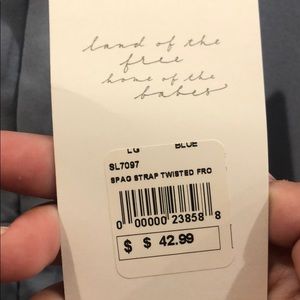 land of the
free
home of the
babes
LG BLUE
SL7097
SPAG STRAP TWISTED FRO
0 00000 23858 8
$ $ 42.99